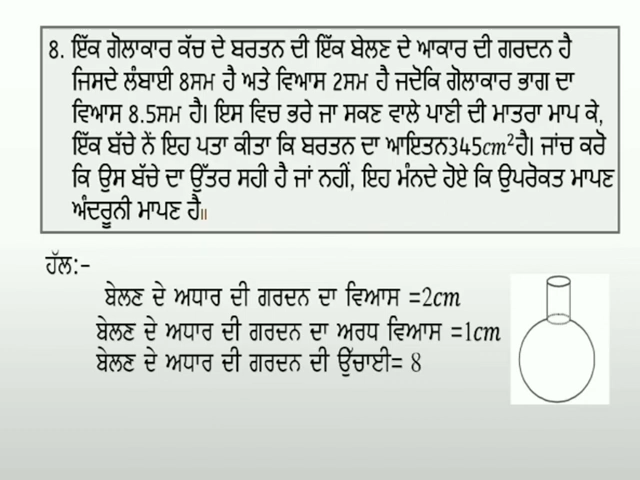 8. ਇੱਕ ਗੋਲਾਕਾਰ ਕੱਚ ਦੇ ਬਰਤਨ ਦੀ ਇੱਕ ਬੇਲਣ ਦੇ ਆਕਾਰ ਦੀ ਗਰਦਨ ਹੈ
ਜਿਸਦੇ ਲੰਬਾਈ 8ਸਮ ਹੈ ਅਤੇ ਵਿਆਸ 2ਸਮ ਹੈ ਜਦੋਕਿ ਗੋਲਾਕਾਰ ਭਾਗ ਦਾ
ਵਿਆਸ 8.5ਸਮ ਹੈ। ਇਸ ਵਿਚ ਭਰੇ ਜਾ ਸਕਣ ਵਾਲੇ ਪਾਣੀ ਦੀ ਮਾਤਰਾ ਮਾਪ ਕੇ,
ਇੱਕ ਬੱਚੇ ਨੇਂ ਇਹ ਪਤਾ ਕੀਤਾ ਕਿ ਬਰਤਨ ਦਾ ਆਇਤਨ345cm²ਹੈ। ਜਾਂਚ ਕਰੋ
ਕਿ ਉਸ ਬੱਚੇ ਦਾ ਉੱਤਰ ਸਹੀ ਹੈ ਜਾਂ ਨਹੀਂ, ਇਹ ਮੰਨਦੇ ਹੋਏ ਕਿ ਉਪਰੋਕਤ ਮਾਪਣ
ਅੰਦਰੂਨੀ ਮਾਪਣ ਹੈ॥
ਹੱਲ:-
ਬੇਲਣ ਦੇ ਅਧਾਰ ਦੀ ਗਰਦਨ ਦਾ ਵਿਆਸ =2cm
ਬੇਲਣ ਦੇ ਅਧਾਰ ਦੀ ਗਰਦਨ ਦਾ ਅਰਧ ਵਿਆਸ =1cm
ਬੇਲਣ ਦੇ ਅਧਾਰ ਦੀ ਗਰਦਨ ਦੀ ਉੱਚਾਈ= 8